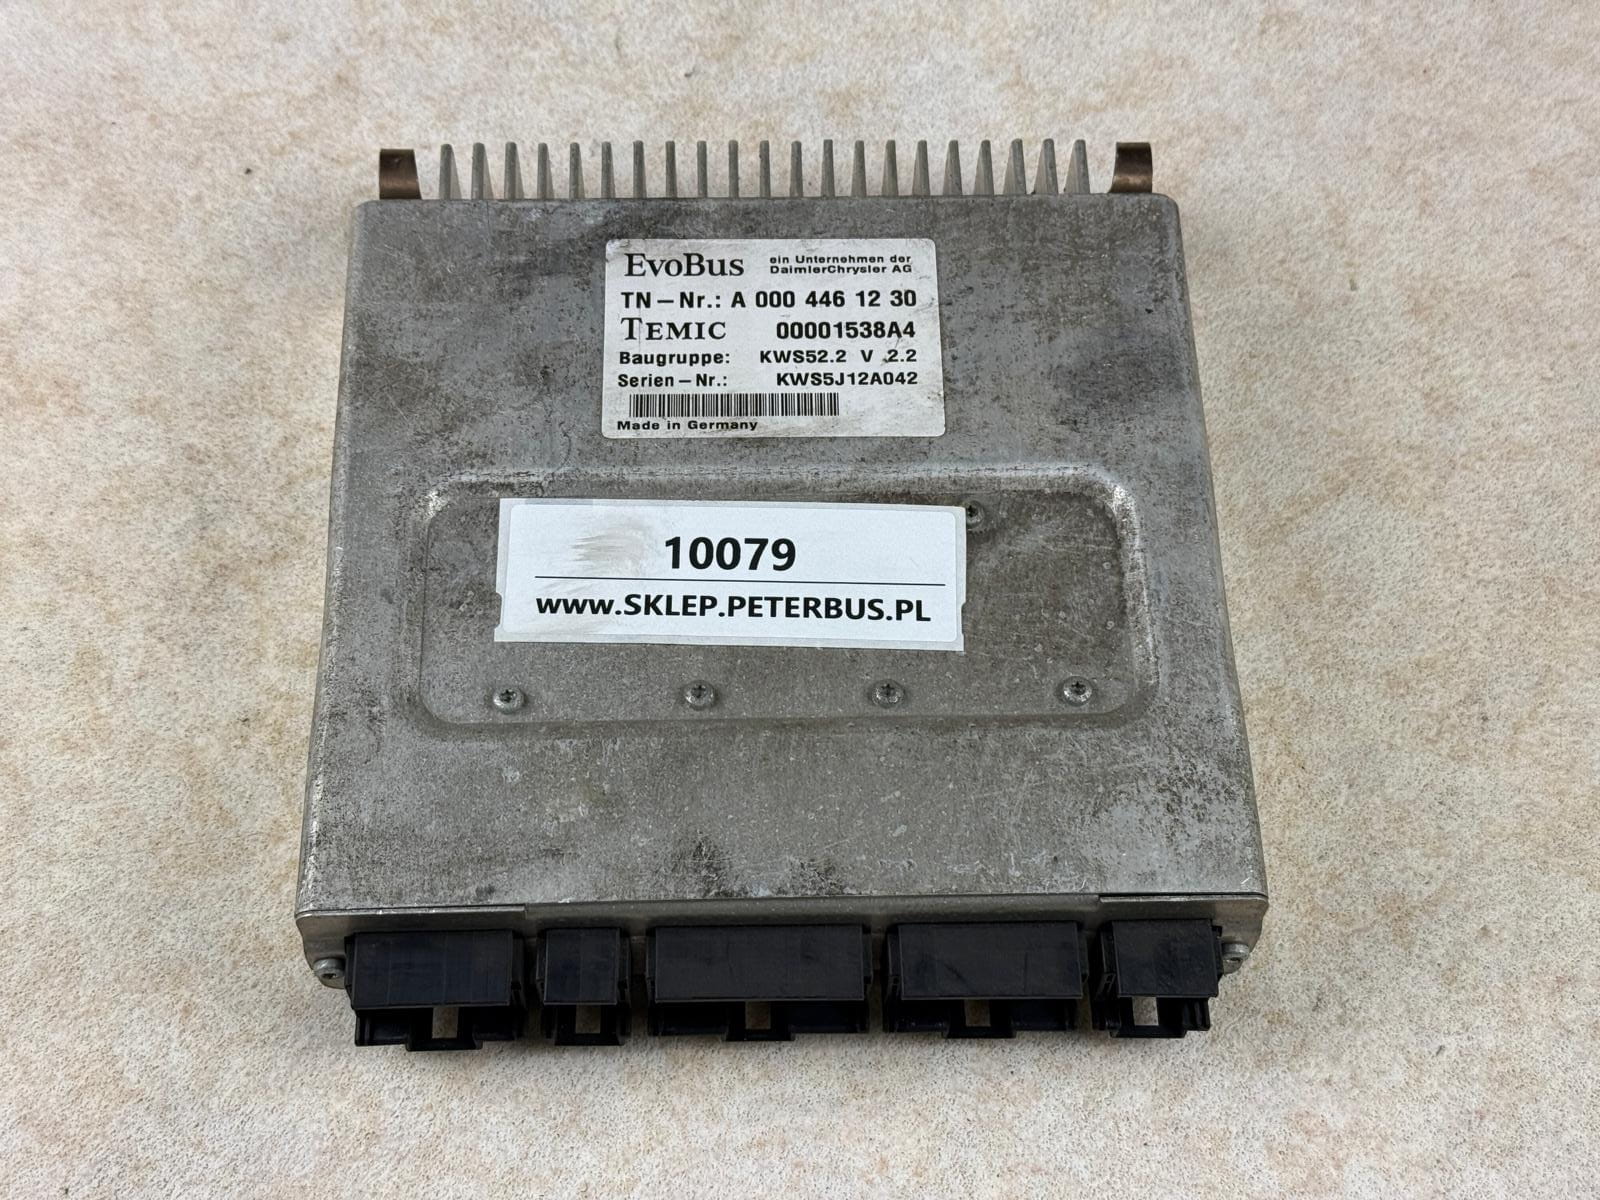 EvoBus ein Unternehmen der
DaimlerChrysler AG
TN–Nr.: A 000 446 12 30
TEMIC 00001538A4
Baugruppe: KWS52.2 V 2.2
Serien–Nr.: KWS5J12A042
Made in Germany
10079
www.SKLEP.PETERBUS.PL